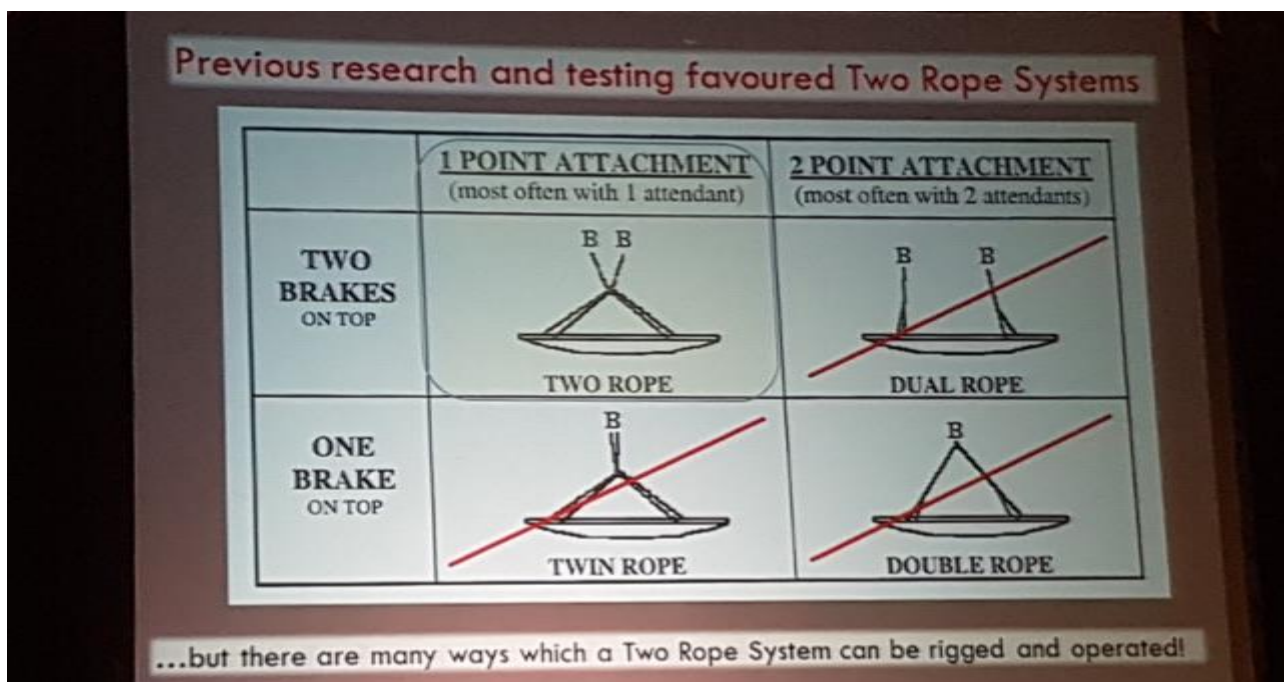 Previous research and testing favoured Two Rope Systems
1 POINT ATTACHMENT
(most often with 1 attendant)
2 POINT ATTACHMENT
(most often with 2 attendants)
TWO
BRAKES
ON TOP
B B
TWO ROPE
B B
DUAL ROPE
ONE
BRAKE
ON TOP
B
TWIN ROPE
B
DOUBLE ROPE
...but there are many ways which a Two Rope System can be rigged and operated!